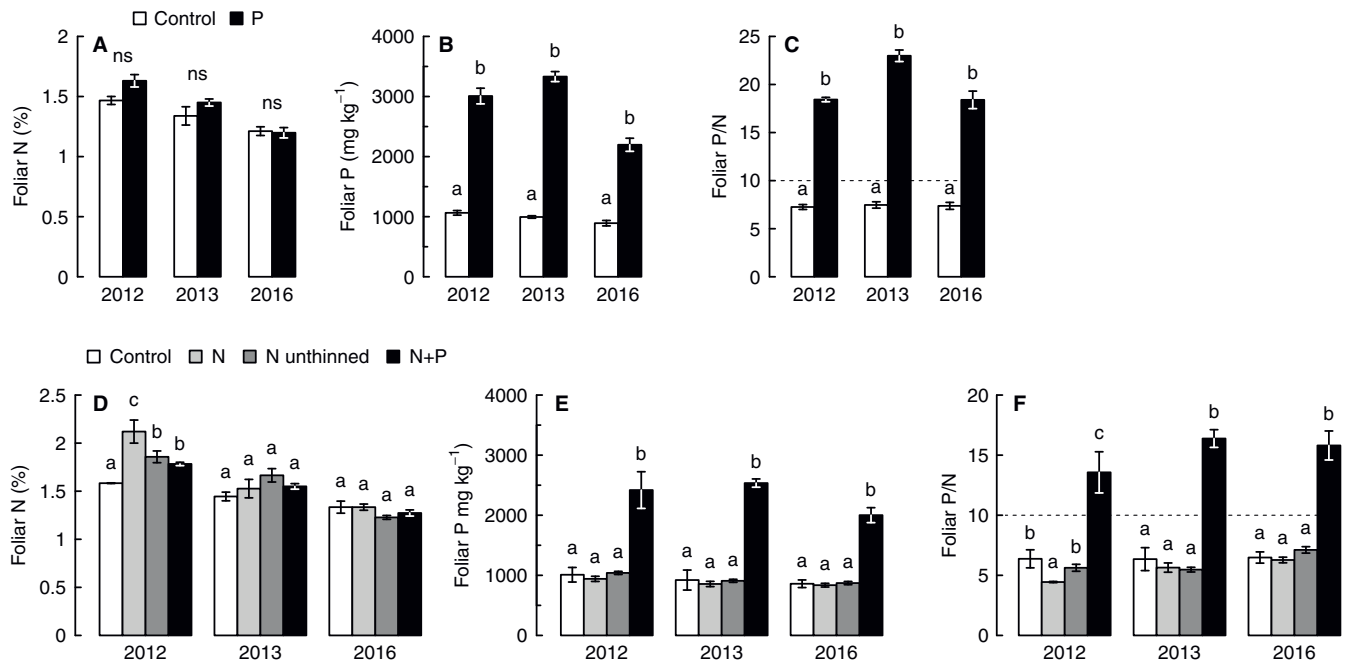 Control P
A
Foliar N (%)
2
1.5
1
0.5
0
ns ns ns
2012 2013 2016
B
Foliar P (mg kg−1)
4000
3000
2000
1000
0
a b a b a b
2012 2013 2016
C
Foliar P/N
25
20
15
10
5
0
a b a b a b
2012 2013 2016
Control N N unthinned N+P
D
Foliar N (%)
2.5
2
1.5
1
0.5
0
a c b b a a a a a a a a
2012 2013 2016
E
Foliar P mg kg−1)
4000
3000
2000
1000
0
a a a b a a a b a a a b
2012 2013 2016
F
Foliar P/N
20
15
10
5
0
b a b c a a a b a a a b
2012 2013 2016